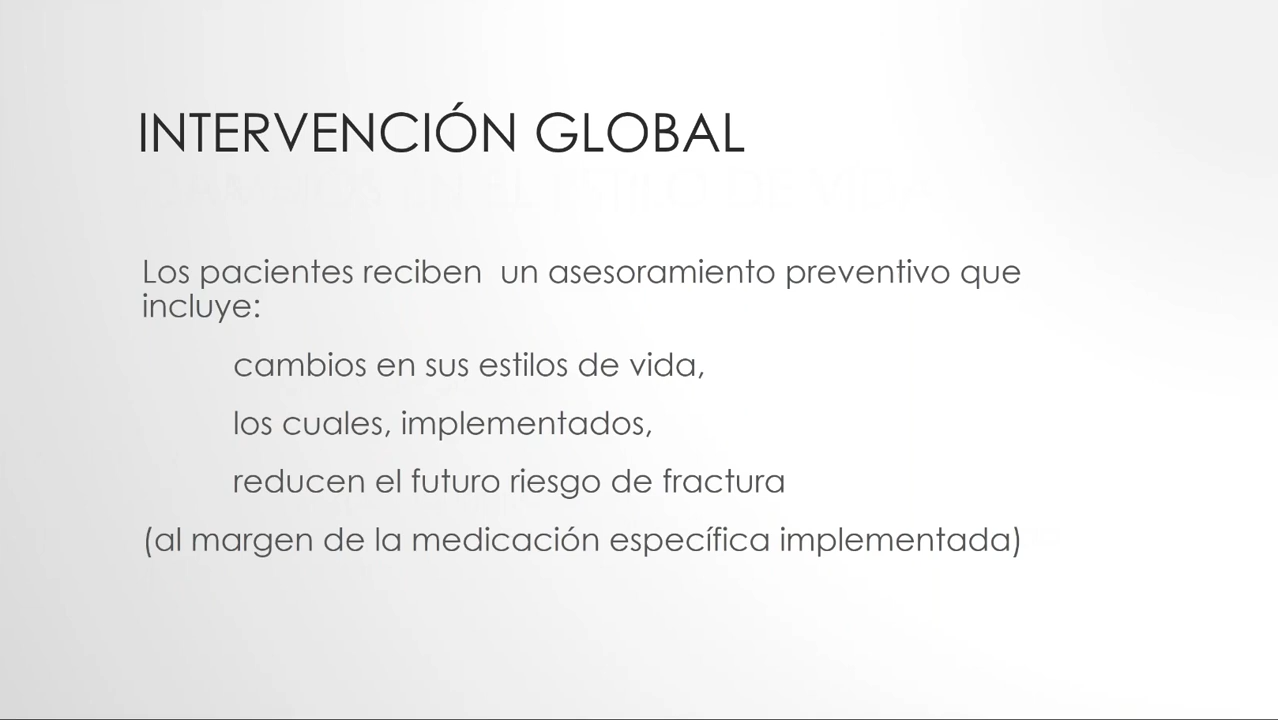 INTERVENCIÓN GLOBAL
Los pacientes reciben  un asesoramiento preventivo que
incluye:
cambios en sus estilos de vida,
los cuales, implementados,
reducen el futuro riesgo de fractura
(al margen de la medicación específica implementada)